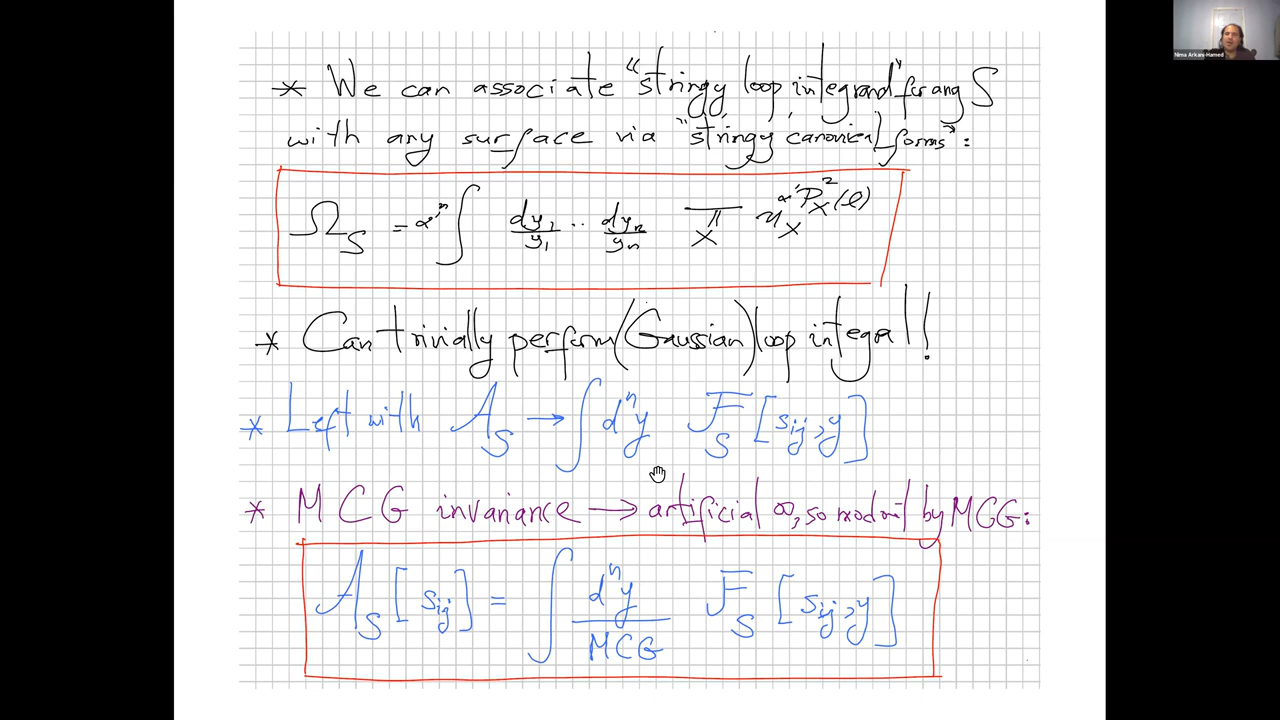 Nima Arkani-Hamed
* We can associate "stringy loop integrand" for any S
with any surface via "stringy canonical forms":
Ω_S = α'^n ∫ dy_1/y_1 ·· dy_n/y_n ∏_X u_X^{α' P_X^2(ℓ)}
* Can trivially perform (Gaussian) loop integral!
* Left with A_S → ∫ d^n y F_S [s_ij, y]
* MCG invariance → artificial ∞, so mod out by MCG:
A_S [s_ij] = ∫ d^n y / MCG F_S [s_ij, y]